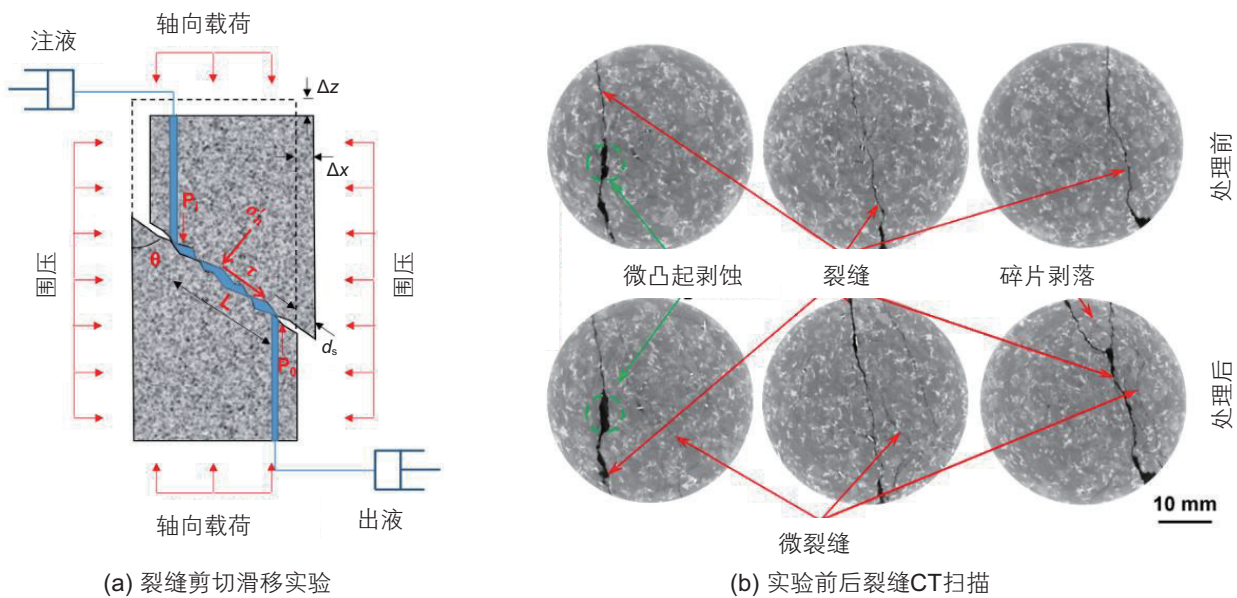 轴向载荷
注液
Δz
Δx
P₁
σ'ₙ
τ
θ
L
dₛ
P₀
围压
围压
轴向载荷
出液
(a) 裂缝剪切滑移实验
处理前
微凸起剥蚀
裂缝
碎片剥落
处理后
10 mm
微裂缝
(b) 实验前后裂缝CT扫描